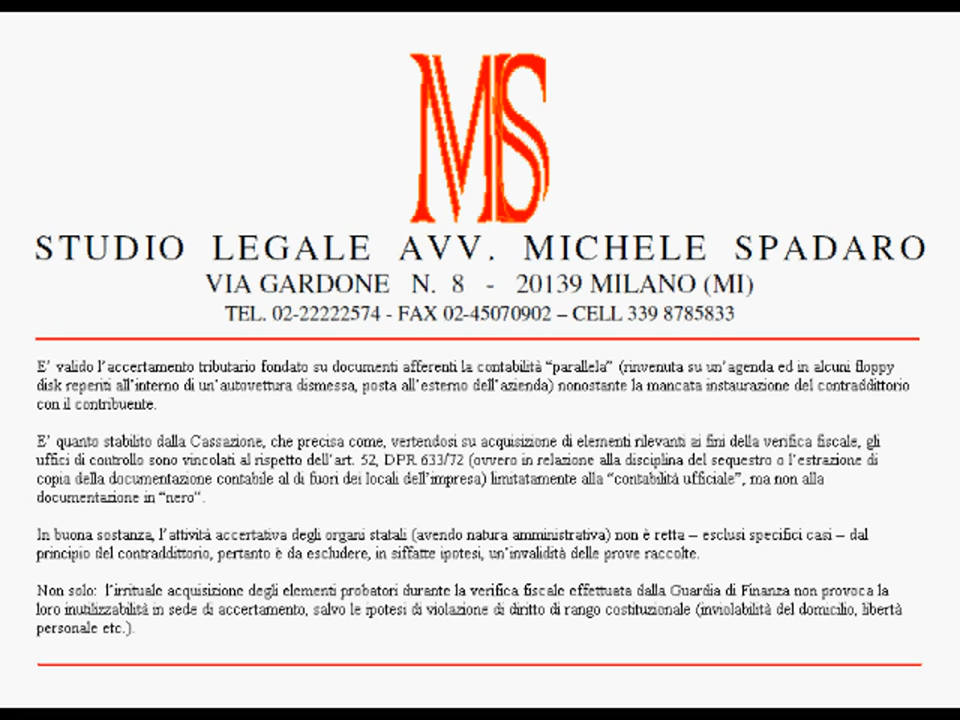 MS
STUDIO LEGALE AVV. MICHELE SPADARO
VIA GARDONE N. 8 - 20139 MILANO (MI)
TEL. 02-22222574 - FAX 02-45070902 – CELL 339 8785833
E' valido l'accertamento tributario fondato su documenti afferenti la contabilità “parallela” (rinvenuta su un'agenda ed in alcuni floppy
disk reperiti all'interno di un'autovettura dismessa, posta all'esterno dell'azienda) nonostante la mancata instaurazione del contraddittorio
con il contribuente.
E' quanto stabilito dalla Cassazione, che precisa come, vertendosi su acquisizione di elementi rilevanti ai fini della verifica fiscale, gli
uffici di controllo sono vincolati al rispetto dell'art. 52, DPR 633/72 (ovvero in relazione alla disciplina del sequestro o l'estrazione di
copia della documentazione contabile al di fuori dei locali dell'impresa) limitatamente alla “contabilità ufficiale”, ma non alla
documentazione in “nero”.
In buona sostanza, l'attività accertativa degli organi statali (avendo natura amministrativa) non è retta – esclusi specifici casi – dal
principio del contraddittorio, pertanto è da escludere, in siffatte ipotesi, un'invalidità delle prove raccolte.
Non solo: l'irrituale acquisizione degli elementi probatori durante la verifica fiscale effettuata dalla Guardia di Finanza non provoca la
loro inutilizzabilità in sede di accertamento, salvo le ipotesi di violazione di diritto di rango costituzionale (inviolabilità del domicilio, libertà
personale etc.).